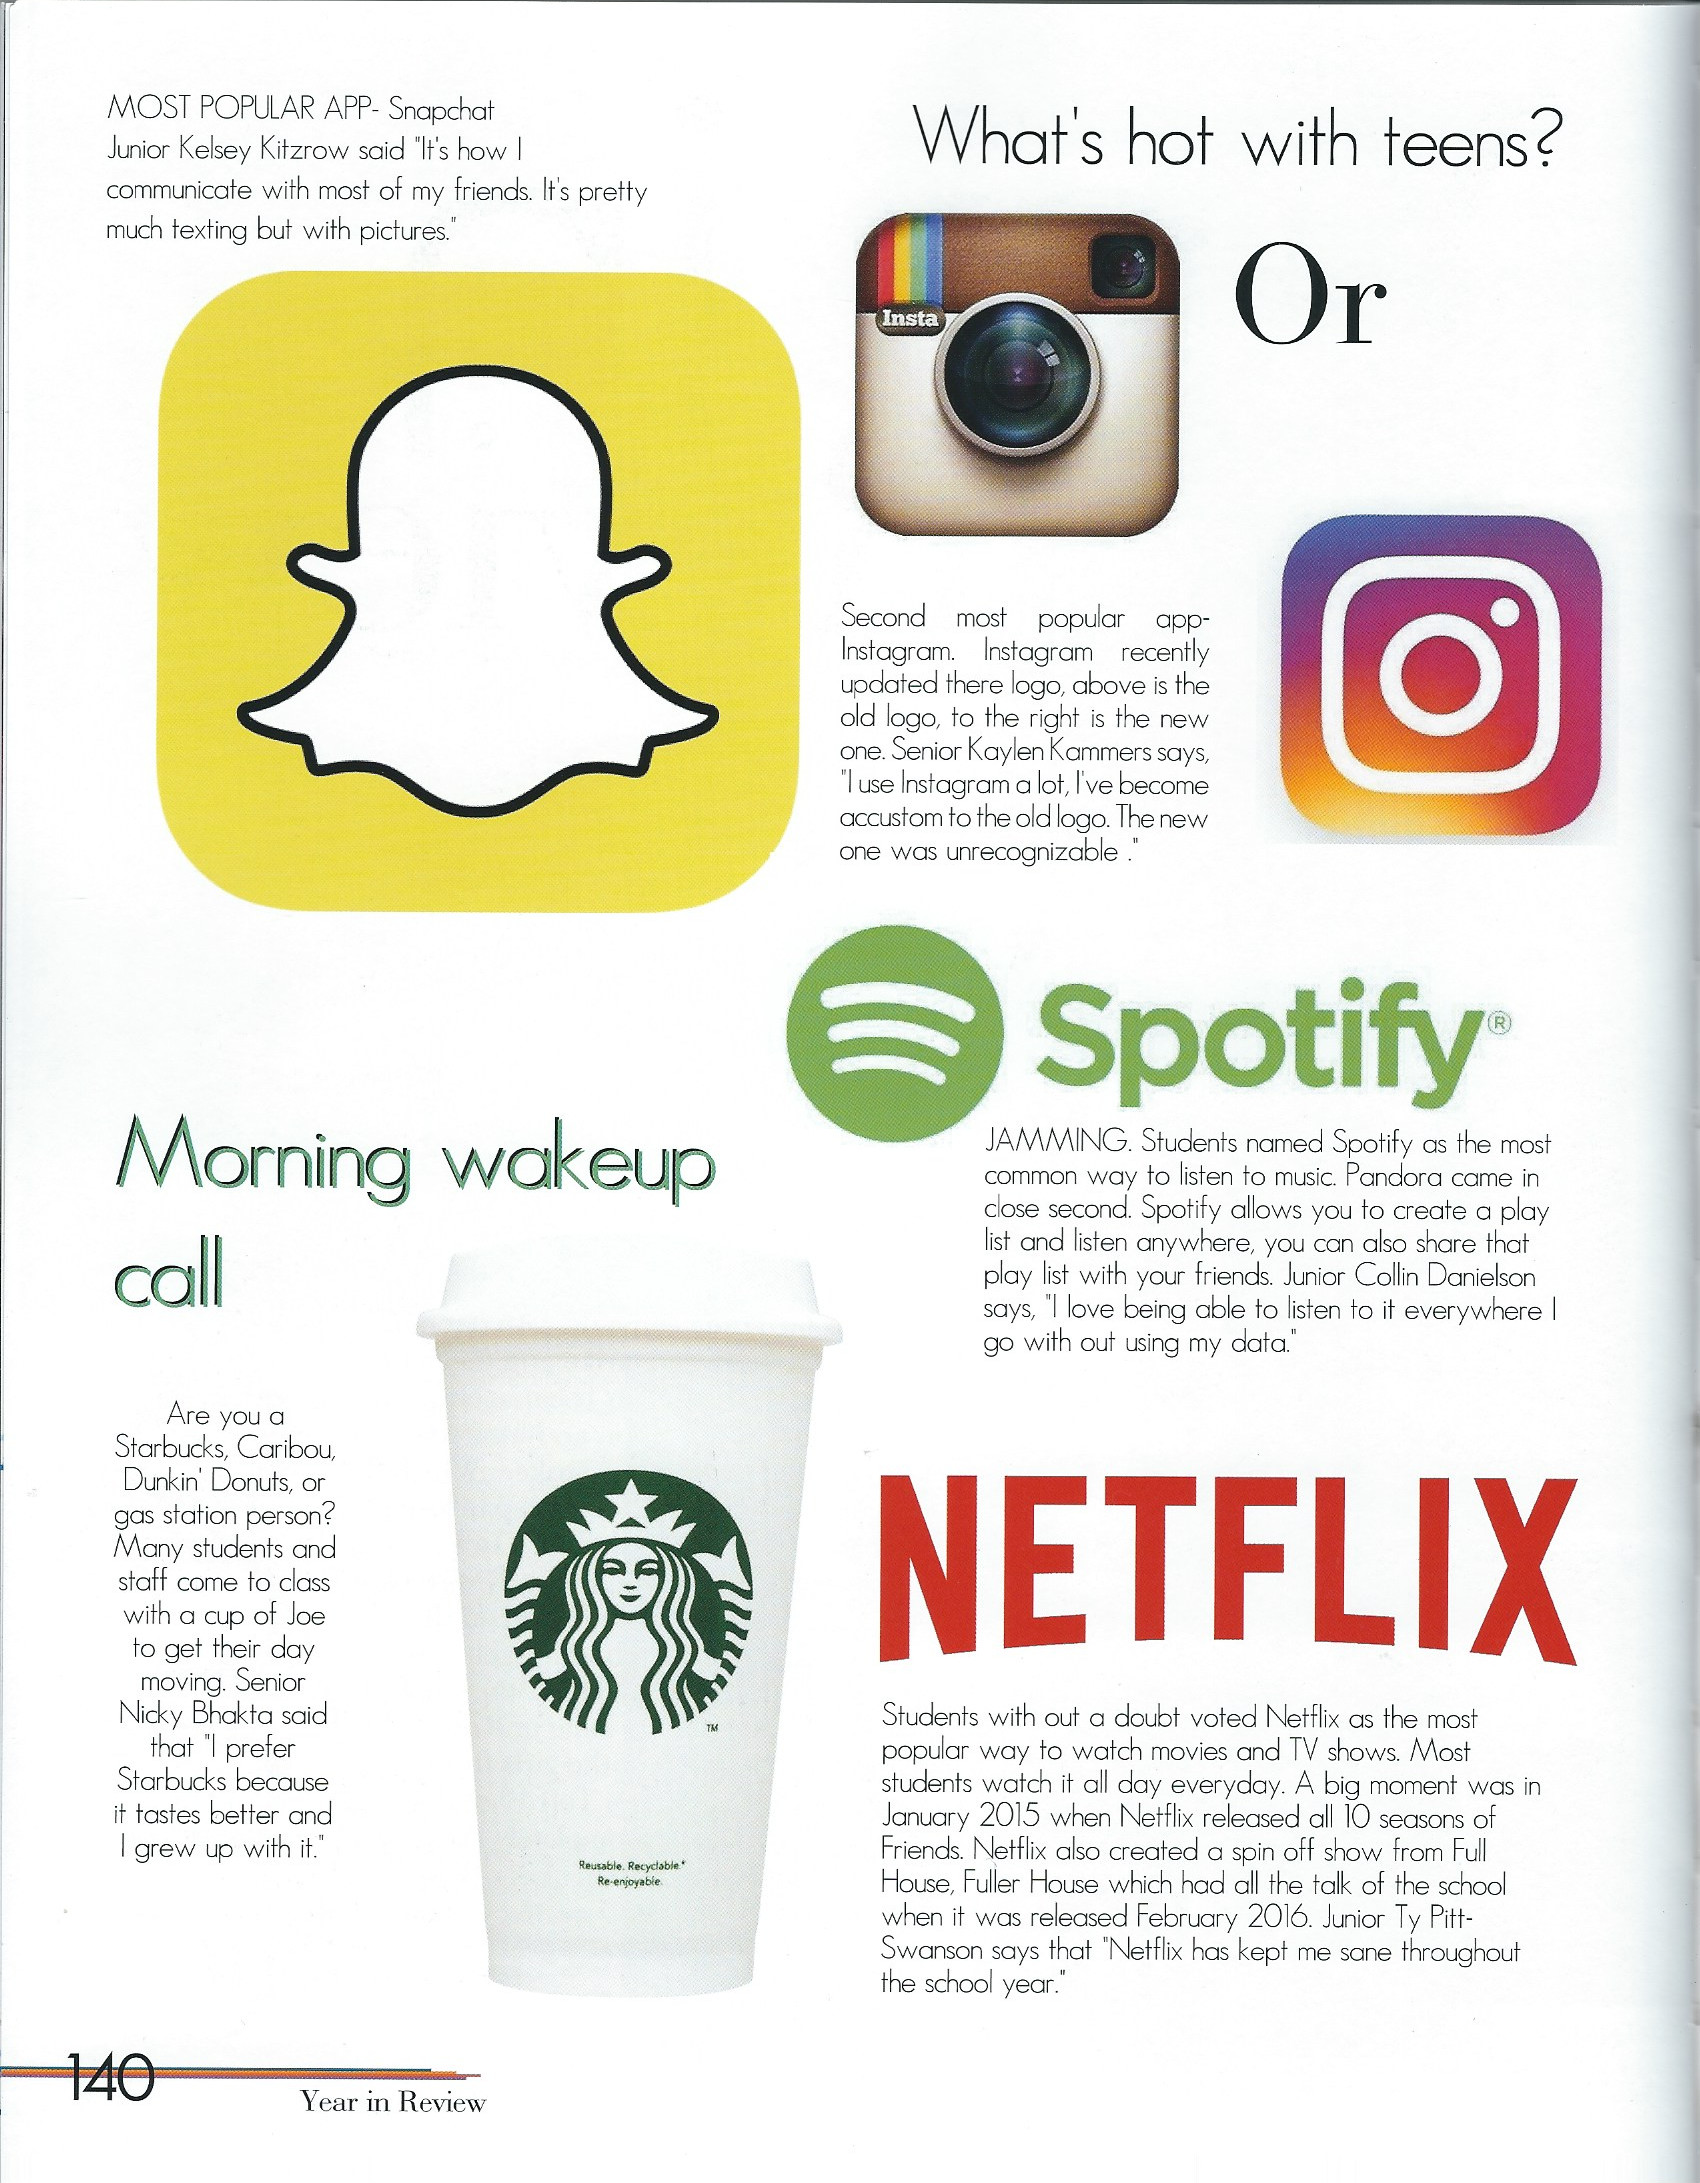 MOST POPULAR APP- Snapchat
Junior Kelsey Kitzrow said "It's how I
communicate with most of my friends. It's pretty
much texting but with pictures."
What's hot with teens?
Insta
Or
Second most popular app-
Instagram. Instagram recently
updated there logo, above is the
old logo, to the right is the new
one. Senior Kaylen Kammers says,
"I use Instagram a lot, I've become
accustom to the old logo. The new
one was unrecognizable ."
Spotify®
JAMMING. Students named Spotify as the most
common way to listen to music. Pandora came in
close second. Spotify allows you to create a play
list and listen anywhere, you can also share that
play list with your friends. Junior Collin Danielson
says, "I love being able to listen to it everywhere I
go with out using my data."
Morning wakeup
call
Are you a
Starbucks, Caribou,
Dunkin' Donuts, or
gas station person?
Many students and
staff come to class
with a cup of Joe
to get their day
moving. Senior
Nicky Bhakta said
that "I prefer
Starbucks because
it tastes better and
I grew up with it."
TM
Reusable. Recyclable.*
Re-enjoyable.
NETFLIX
Students with out a doubt voted Netflix as the most
popular way to watch movies and TV shows. Most
students watch it all day everyday. A big moment was in
January 2015 when Netflix released all 10 seasons of
Friends. Netflix also created a spin off show from Full
House, Fuller House which had all the talk of the school
when it was released February 2016. Junior Ty Pitt-
Swanson says that "Netflix has kept me sane throughout
the school year."
140
Year in Review